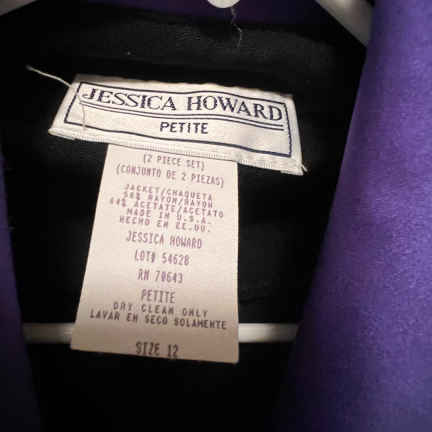 JESSICA HOWARD
PETITE
(2 PIECE SET)
(CONJUNTO DE 2 PIEZAS)
JACKET/CHAQUETA
56% RAYON/RAYON
44% ACETATE/ACETATO
MADE IN U.S.A.
HECHO EN EE.UU.
JESSICA HOWARD
LOT# 54628
RN 70643
PETITE
DRY CLEAN ONLY
LAVAR EN SECO SOLAMENTE
SIZE 12